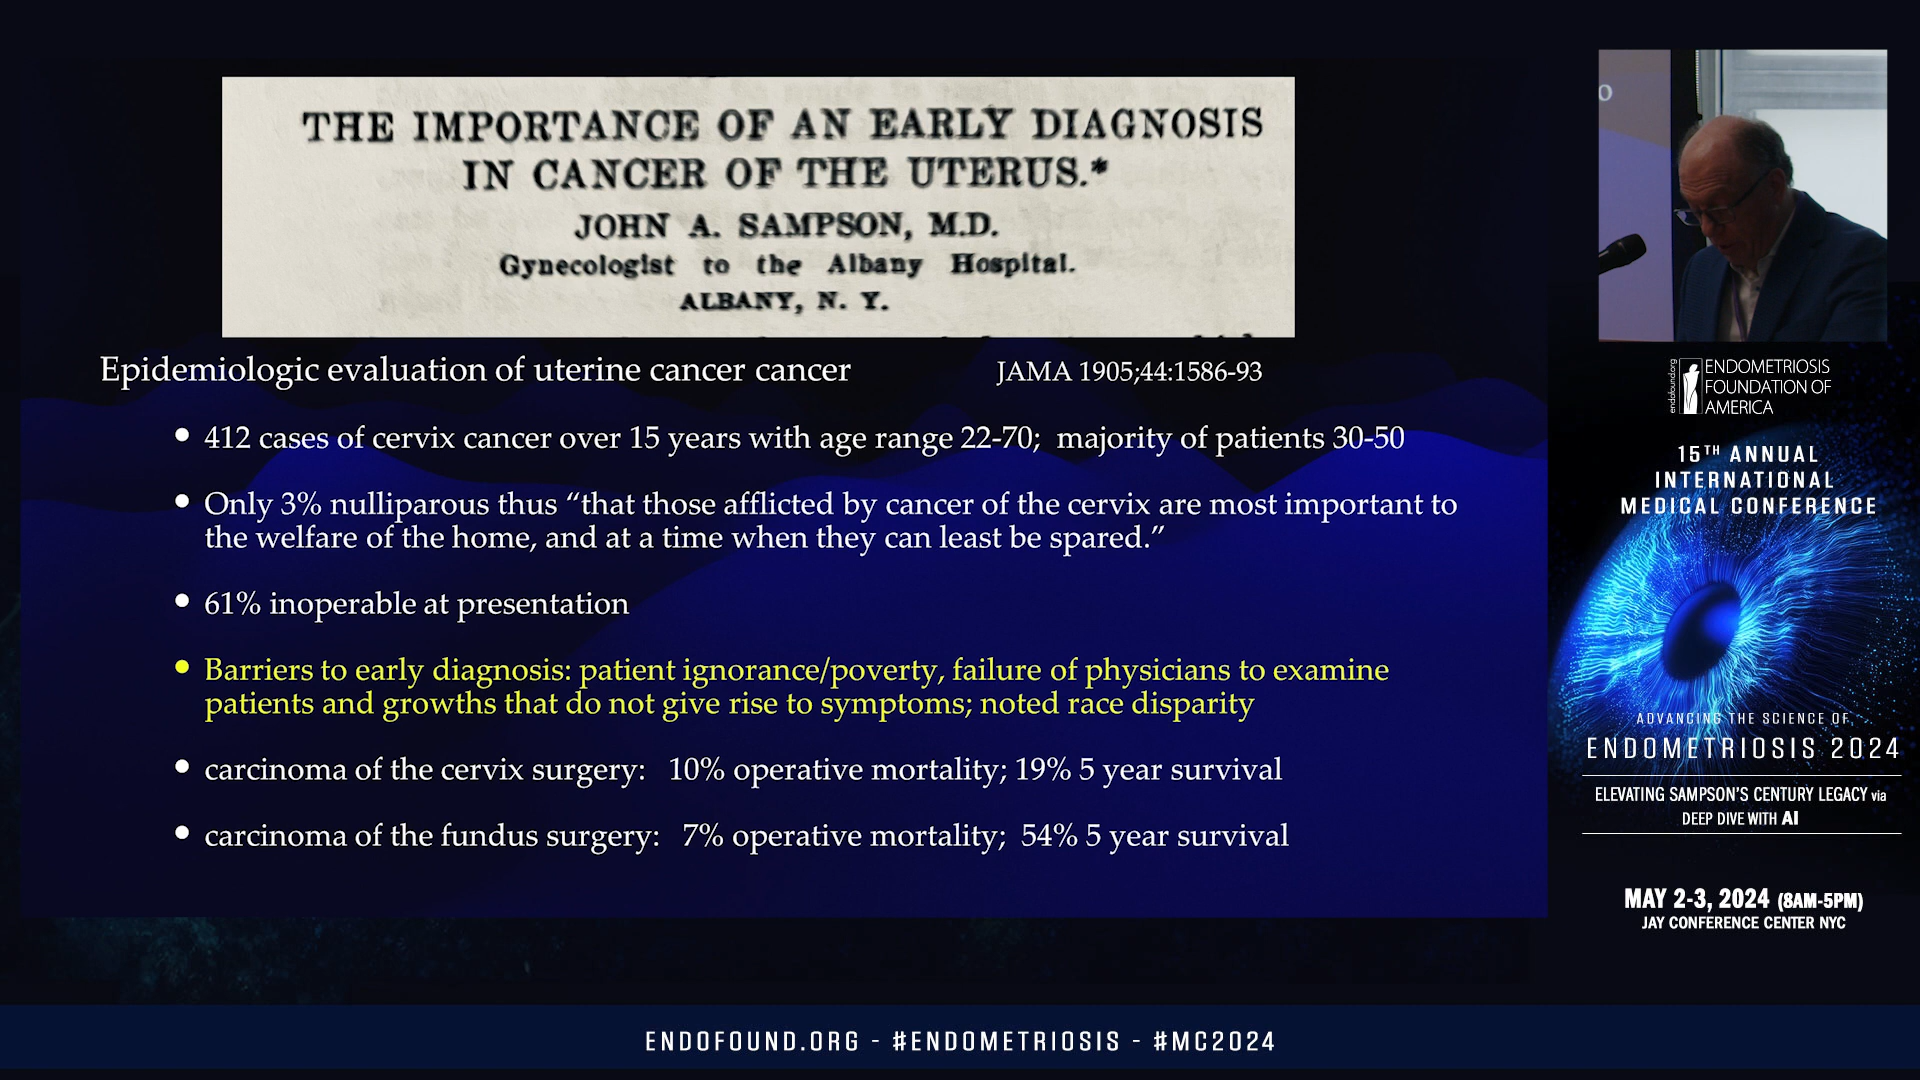 THE IMPORTANCE OF AN EARLY DIAGNOSIS
IN CANCER OF THE UTERUS.*
JOHN A. SAMPSON, M.D.
Gynecologist to the Albany Hospital.
ALBANY, N. Y.
Epidemiologic evaluation of uterine cancer cancer JAMA 1905;44:1586-93
• 412 cases of cervix cancer over 15 years with age range 22-70; majority of patients 30-50
• Only 3% nulliparous thus “that those afflicted by cancer of the cervix are most important to
the welfare of the home, and at a time when they can least be spared.”
• 61% inoperable at presentation
• Barriers to early diagnosis: patient ignorance/poverty, failure of physicians to examine
patients and growths that do not give rise to symptoms; noted race disparity
• carcinoma of the cervix surgery: 10% operative mortality; 19% 5 year survival
• carcinoma of the fundus surgery: 7% operative mortality; 54% 5 year survival
o
endofound.org
ENDOMETRIOSIS
FOUNDATION OF
AMERICA
15TH ANNUAL
INTERNATIONAL
MEDICAL CONFERENCE
ADVANCING THE SCIENCE OF
ENDOMETRIOSIS 2024
ELEVATING SAMPSON'S CENTURY LEGACY via
DEEP DIVE WITH AI
MAY 2-3, 2024 (8AM-5PM)
JAY CONFERENCE CENTER NYC
ENDOFOUND.ORG - #ENDOMETRIOSIS - #MC2024